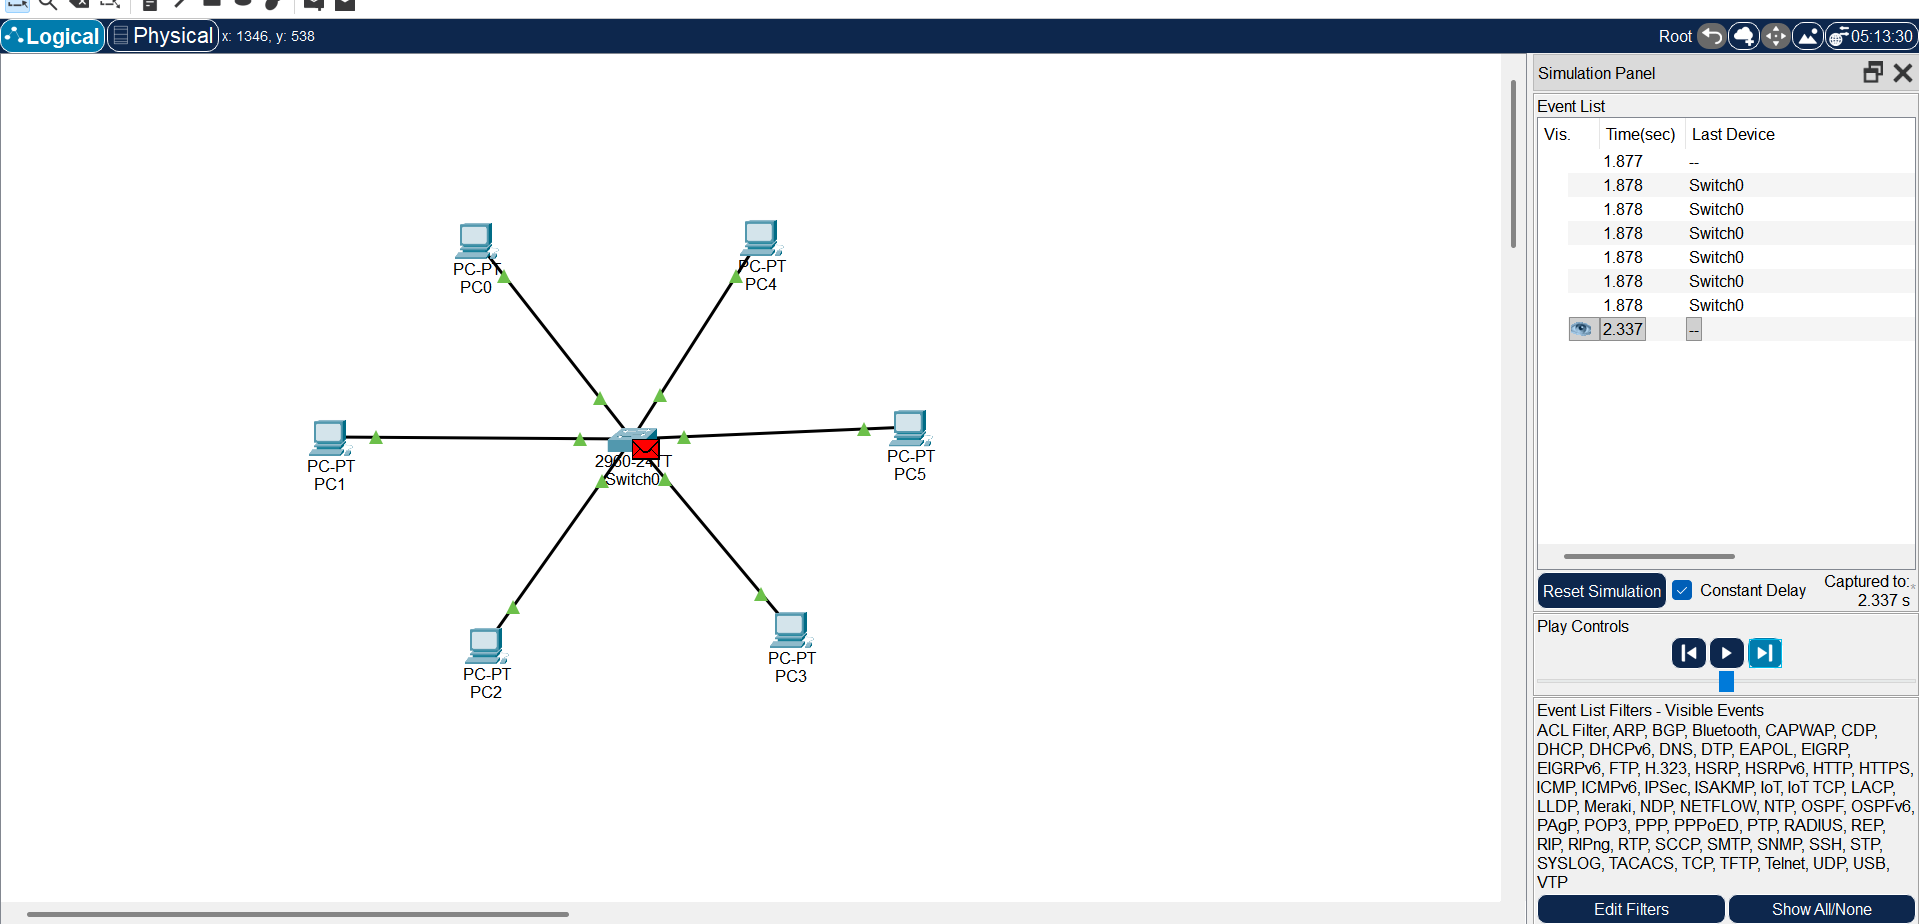 Logical Physical x: 1346, y: 538 Root 05:13:30
Simulation Panel
Event List
Vis. Time(sec) Last Device
1.877 --
1.878 Switch0
1.878 Switch0
1.878 Switch0
1.878 Switch0
1.878 Switch0
1.878 Switch0
2.337 --
PC-PT
PC0
PC-PT
PC4
PC-PT
PC1
2960-24TT
Switch0
PC-PT
PC5
PC-PT
PC2
PC-PT
PC3
Reset Simulation Constant Delay Captured to:
2.337 s
Play Controls
Event List Filters - Visible Events
ACL Filter, ARP, BGP, Bluetooth, CAPWAP, CDP,
DHCP, DHCPv6, DNS, DTP, EAPOL, EIGRP,
EIGRPv6, FTP, H.323, HSRP, HSRPv6, HTTP, HTTPS,
ICMP, ICMPv6, IPSec, ISAKMP, IoT, IoT TCP, LACP,
LLDP, Meraki, NDP, NETFLOW, NTP, OSPF, OSPFv6,
PAgP, POP3, PPP, PPPoED, PTP, RADIUS, REP,
RIP, RIPng, RTP, SCCP, SMTP, SNMP, SSH, STP,
SYSLOG, TACACS, TCP, TFTP, Telnet, UDP, USB,
VTP
Edit Filters Show All/None